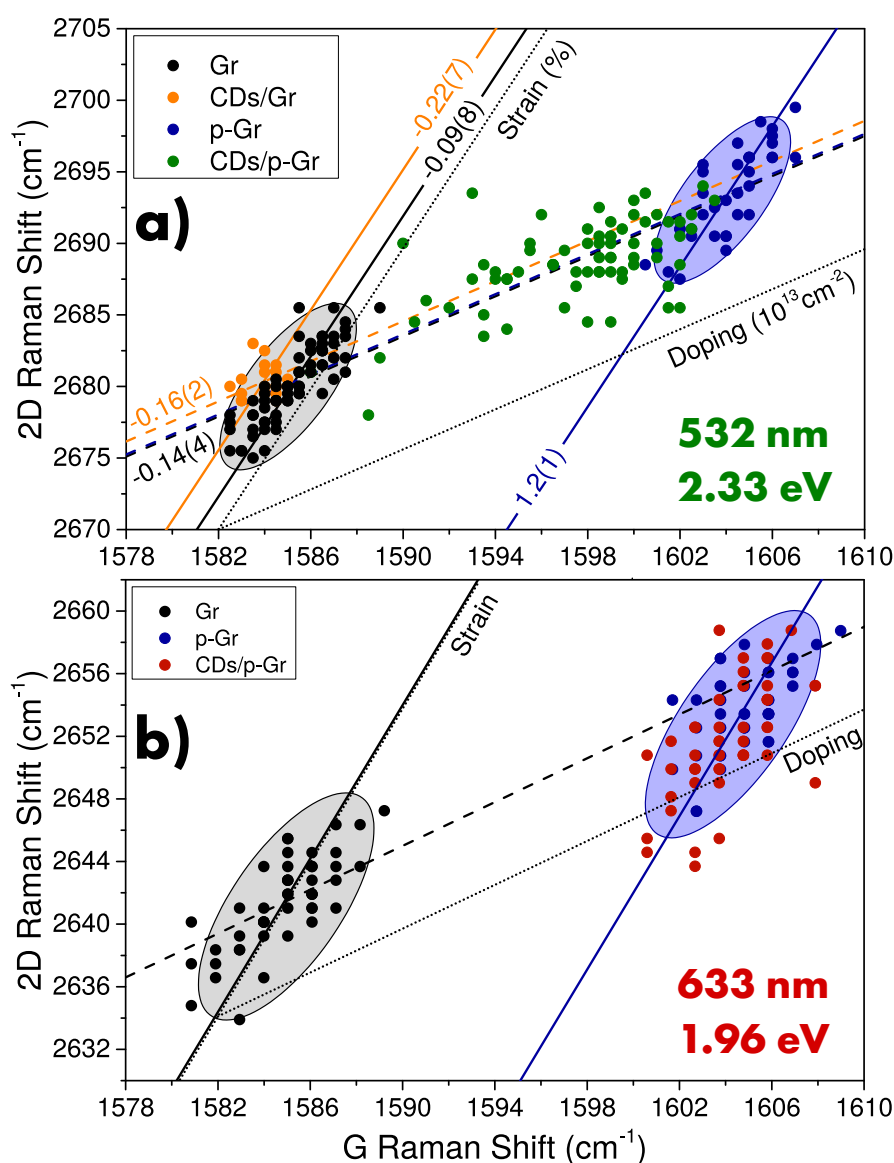 a)
Gr
CDs/Gr
p-Gr
CDs/p-Gr
-0.22(7)
-0.09(8)
Strain (%)
-0.16(2)
-0.14(4)
1.2(1)
Doping (10¹³cm⁻²)
532 nm
2.33 eV
2D Raman Shift (cm⁻¹)
2705
2700
2695
2690
2685
2680
2675
2670
1578 1582 1586 1590 1594 1598 1602 1606 1610
b)
Gr
p-Gr
CDs/p-Gr
Strain
Doping
633 nm
1.96 eV
2D Raman Shift (cm⁻¹)
2660
2656
2652
2648
2644
2640
2636
2632
1578 1582 1586 1590 1594 1598 1602 1606 1610
G Raman Shift (cm⁻¹)